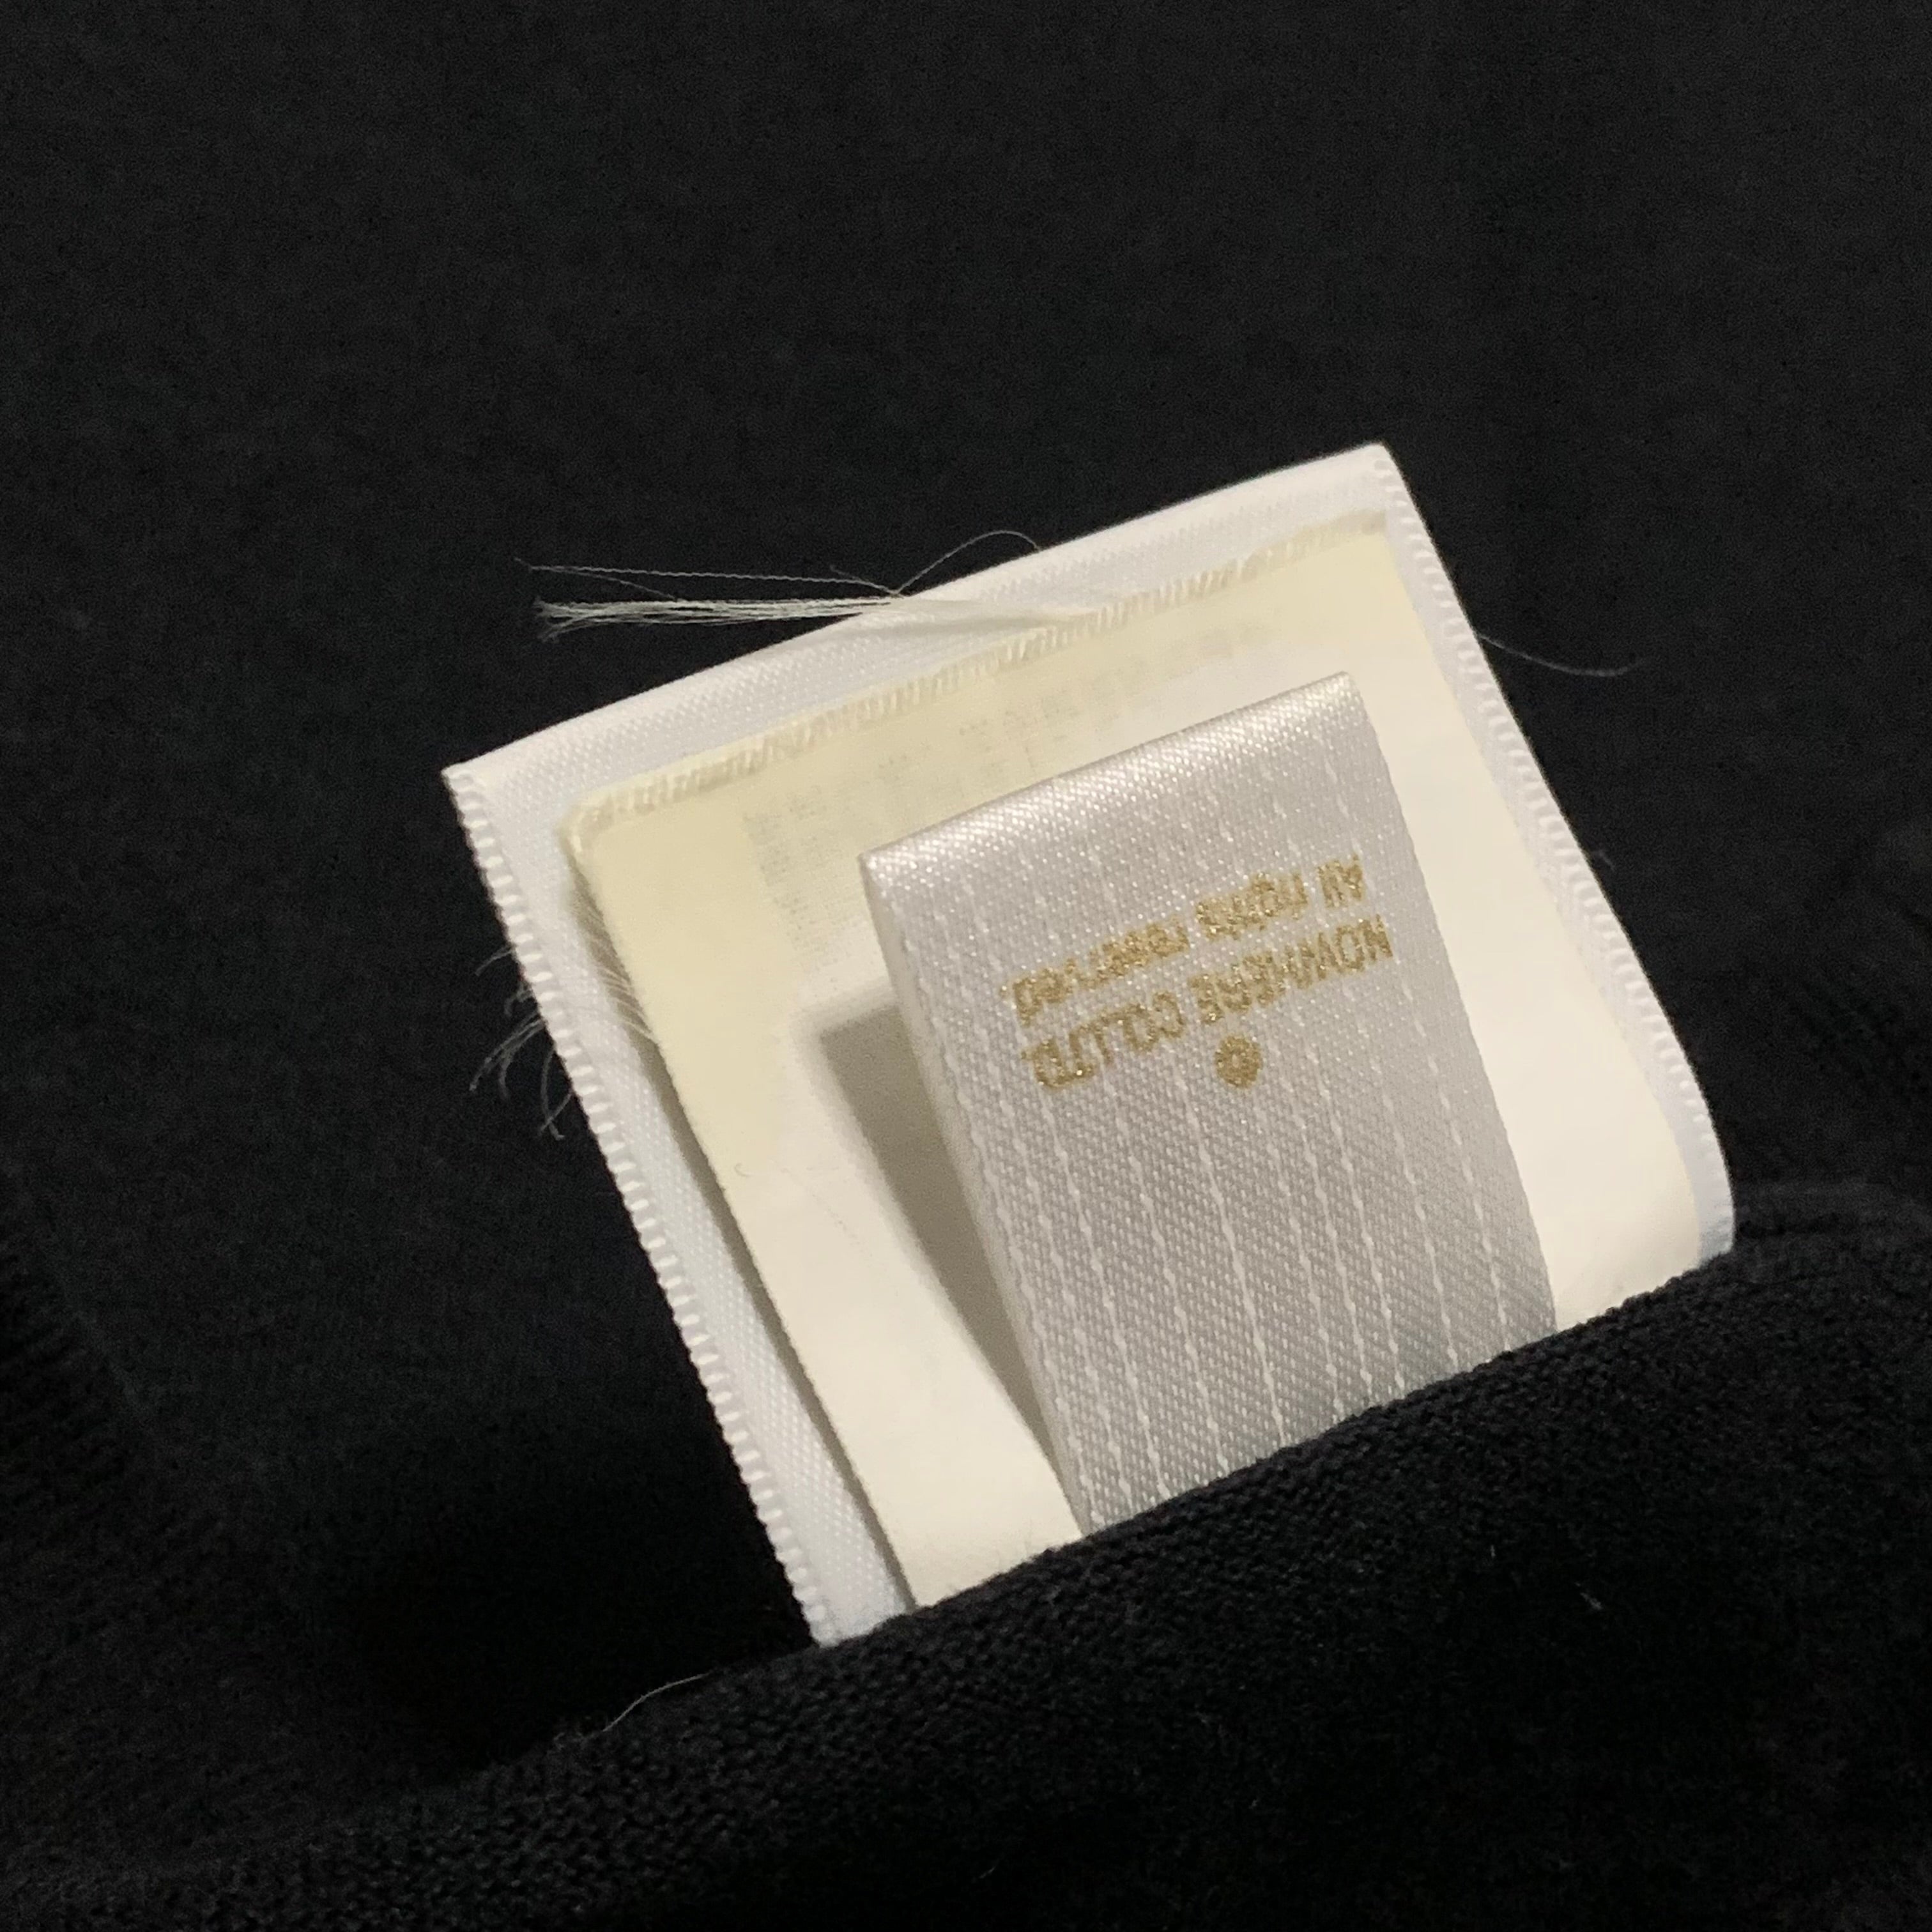 NOWHERE CO.,LTD.
All rights reserved